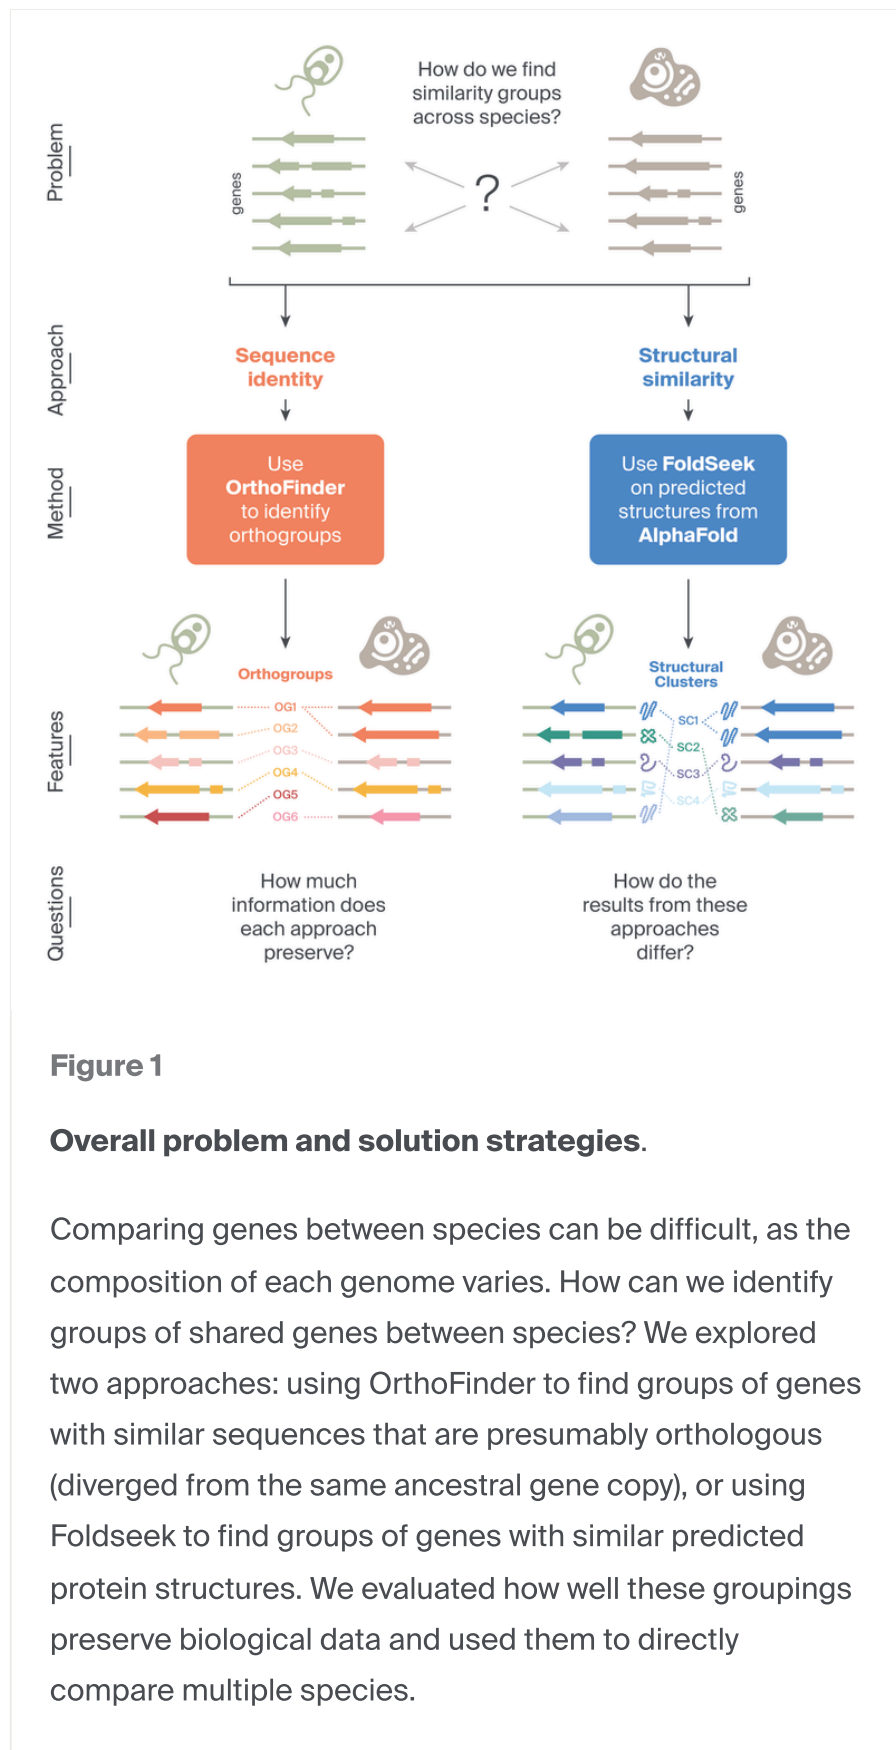 How do we find
similarity groups
across species?
Problem
genes
?
genes
Approach
Sequence
identity
Structural
similarity
Method
Use
OrthoFinder
to identify
orthogroups
Use FoldSeek
on predicted
structures from
AlphaFold
Features
Orthogroups
OG1
OG2
OG3
OG4
OG5
OG6
Structural
Clusters
SC1
SC2
SC3
SC4
Questions
How much
information does
each approach
preserve?
How do the
results from these
approaches
differ?
Figure 1
Overall problem and solution strategies.
Comparing genes between species can be difficult, as the
composition of each genome varies. How can we identify
groups of shared genes between species? We explored
two approaches: using OrthoFinder to find groups of genes
with similar sequences that are presumably orthologous
(diverged from the same ancestral gene copy), or using
Foldseek to find groups of genes with similar predicted
protein structures. We evaluated how well these groupings
preserve biological data and used them to directly
compare multiple species.